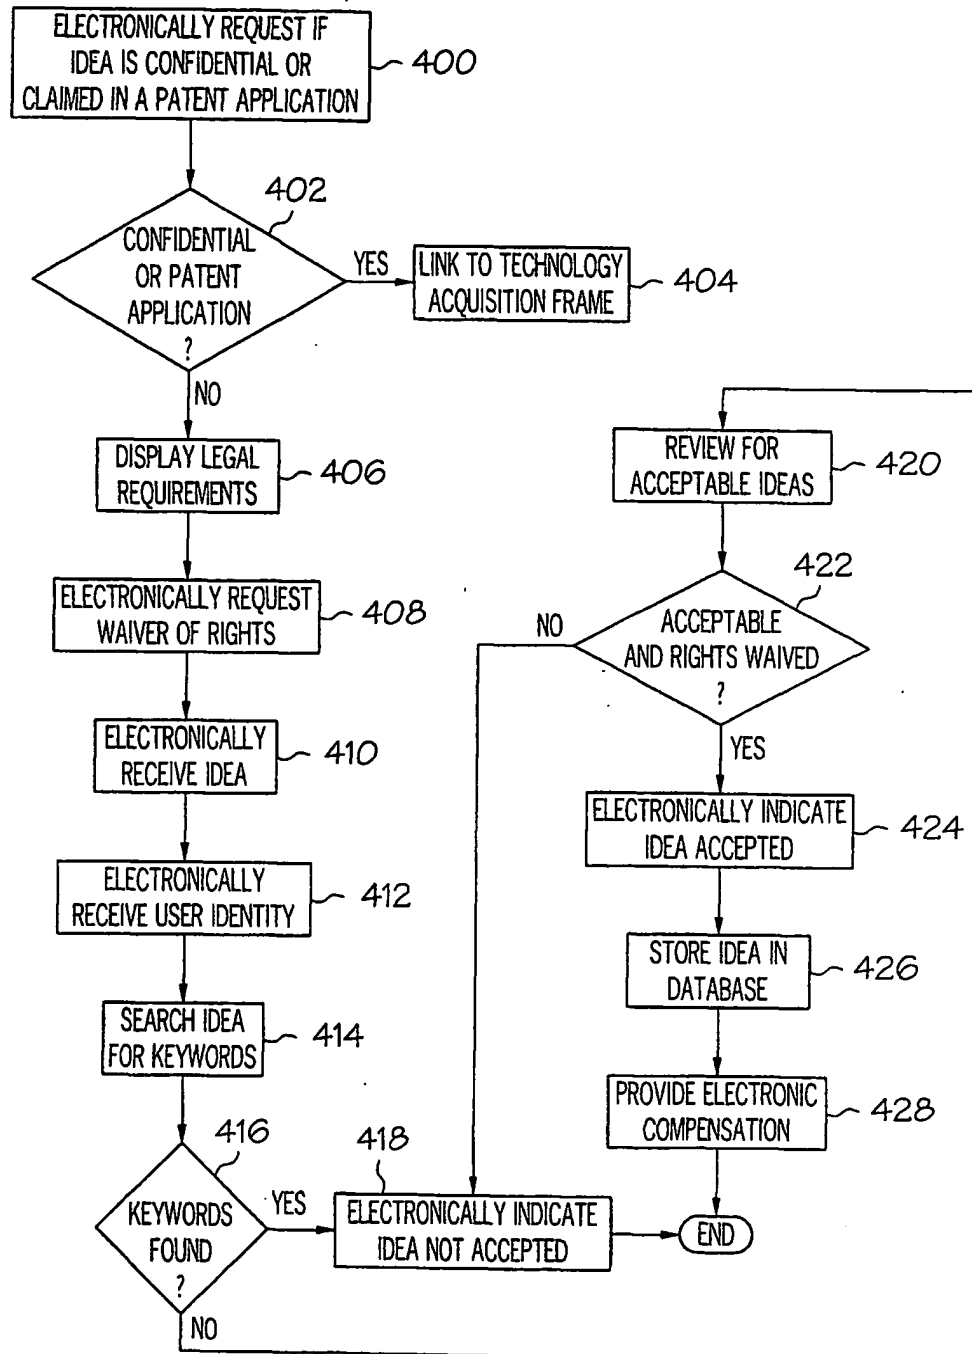 ELECTRONICALLY REQUEST IF
IDEA IS CONFIDENTIAL OR
CLAIMED IN A PATENT APPLICATION
400
402
CONFIDENTIAL
OR PATENT
APPLICATION
?
YES
LINK TO TECHNOLOGY
ACQUISITION FRAME
404
NO
DISPLAY LEGAL
REQUIREMENTS
406
ELECTRONICALLY REQUEST
WAIVER OF RIGHTS
408
ELECTRONICALLY
RECEIVE IDEA
410
ELECTRONICALLY
RECEIVE USER IDENTITY
412
SEARCH IDEA
FOR KEYWORDS
414
416
KEYWORDS
FOUND
?
YES
NO
418
ELECTRONICALLY INDICATE
IDEA NOT ACCEPTED
REVIEW FOR
ACCEPTABLE IDEAS
420
422
ACCEPTABLE
AND RIGHTS WAIVED
?
NO
YES
ELECTRONICALLY INDICATE
IDEA ACCEPTED
424
STORE IDEA IN
DATABASE
426
PROVIDE ELECTRONIC
COMPENSATION
428
END